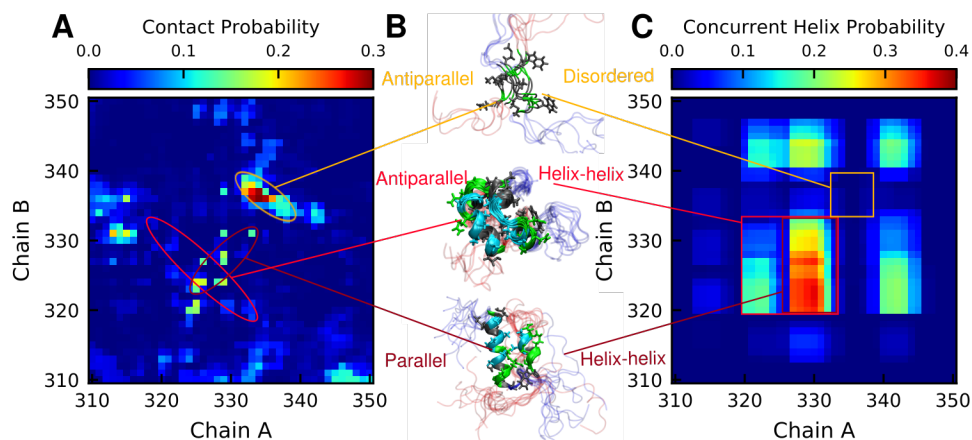 A
Contact Probability
0.0 0.1 0.2 0.3
B
C
Concurrent Helix Probability
0.0 0.1 0.2 0.3 0.4
Antiparallel
Disordered
Antiparallel
Helix-helix
Parallel
Helix-helix
Chain B
350
340
330
320
310
310 320 330 340 350
Chain A
Chain B
350
340
330
320
310
310 320 330 340 350
Chain A